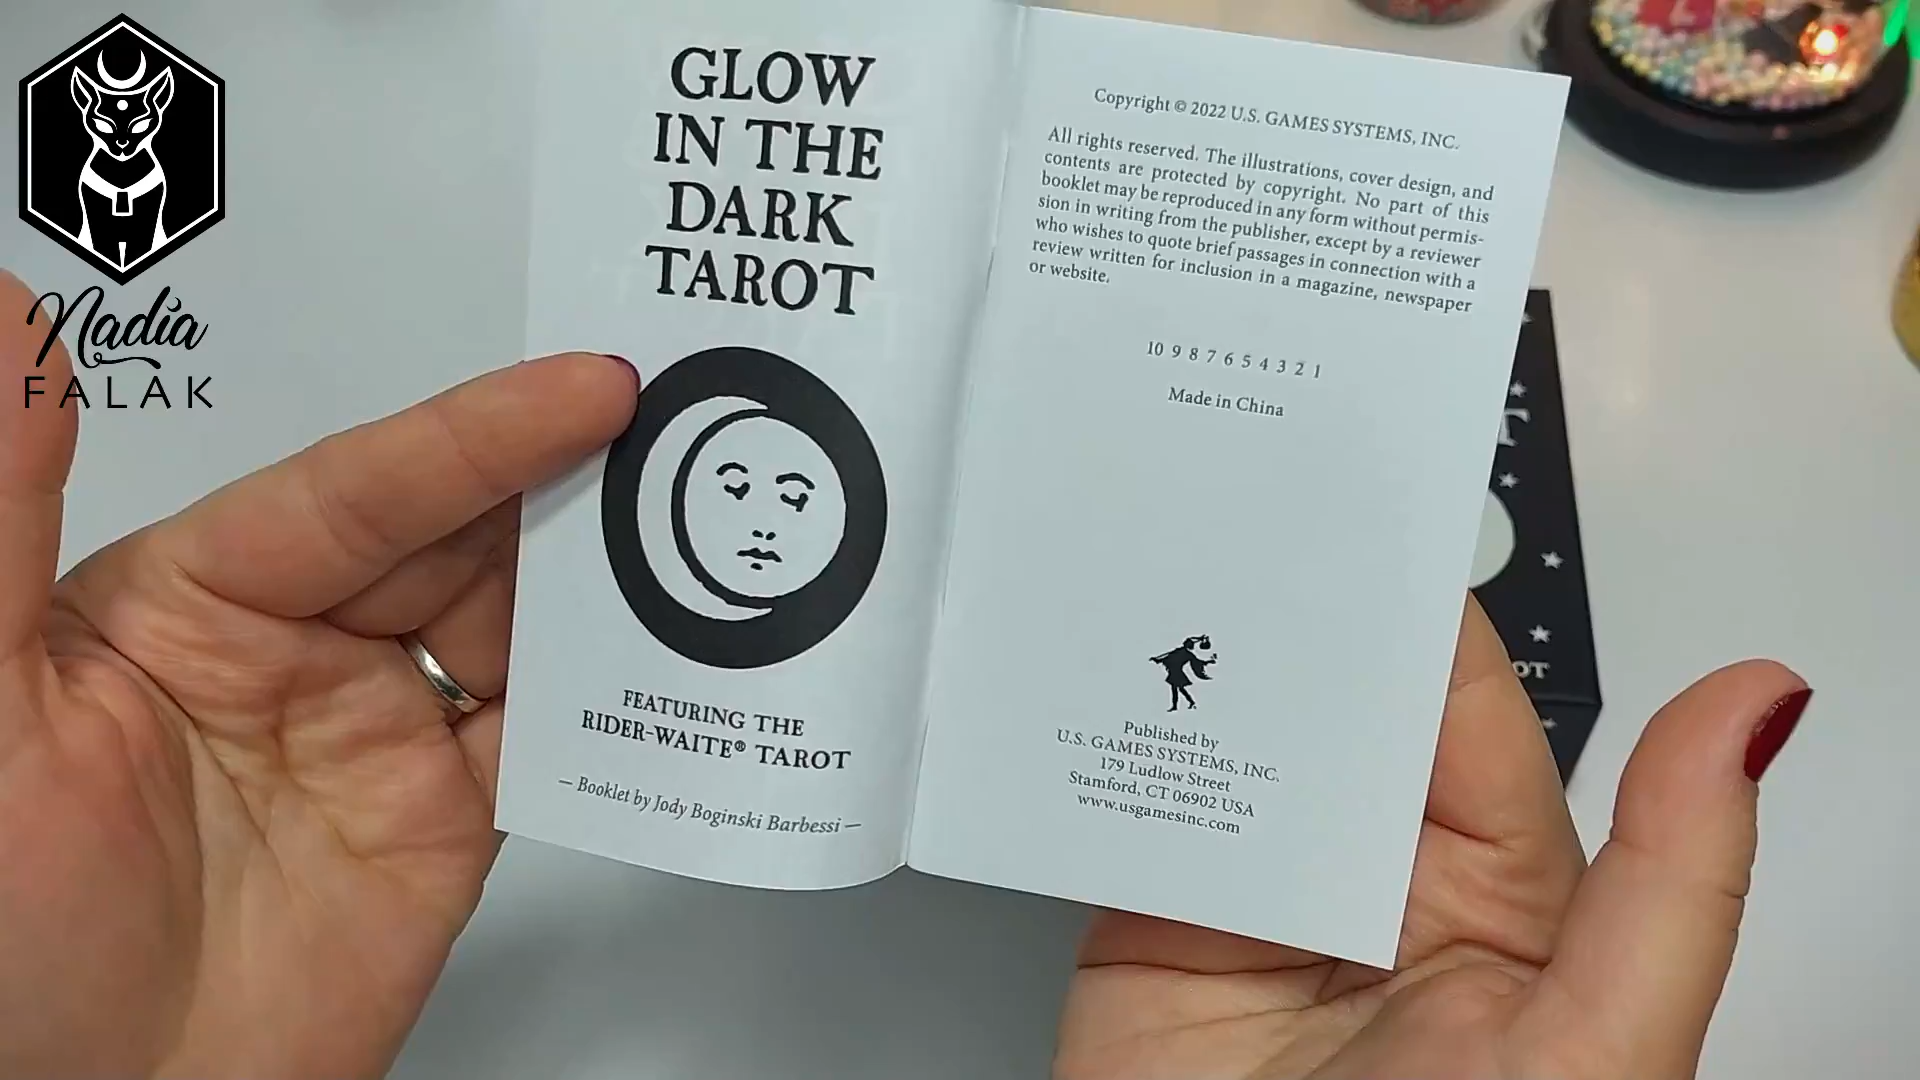 Nadia
FALAK
GLOW
IN THE
DARK
TAROT
FEATURING THE
RIDER-WAITE® TAROT
— Booklet by Jody Boginski Barbessi —
Copyright © 2022 U.S. GAMES SYSTEMS, INC.
All rights reserved. The illustrations, cover design, and
contents are protected by copyright. No part of this
booklet may be reproduced in any form without permis-
sion in writing from the publisher, except by a reviewer
who wishes to quote brief passages in connection with a
review written for inclusion in a magazine, newspaper
or website.
10 9 8 7 6 5 4 3 2 1
Made in China
Published by
U.S. GAMES SYSTEMS, INC.
179 Ludlow Street
Stamford, CT 06902 USA
www.usgamesinc.com